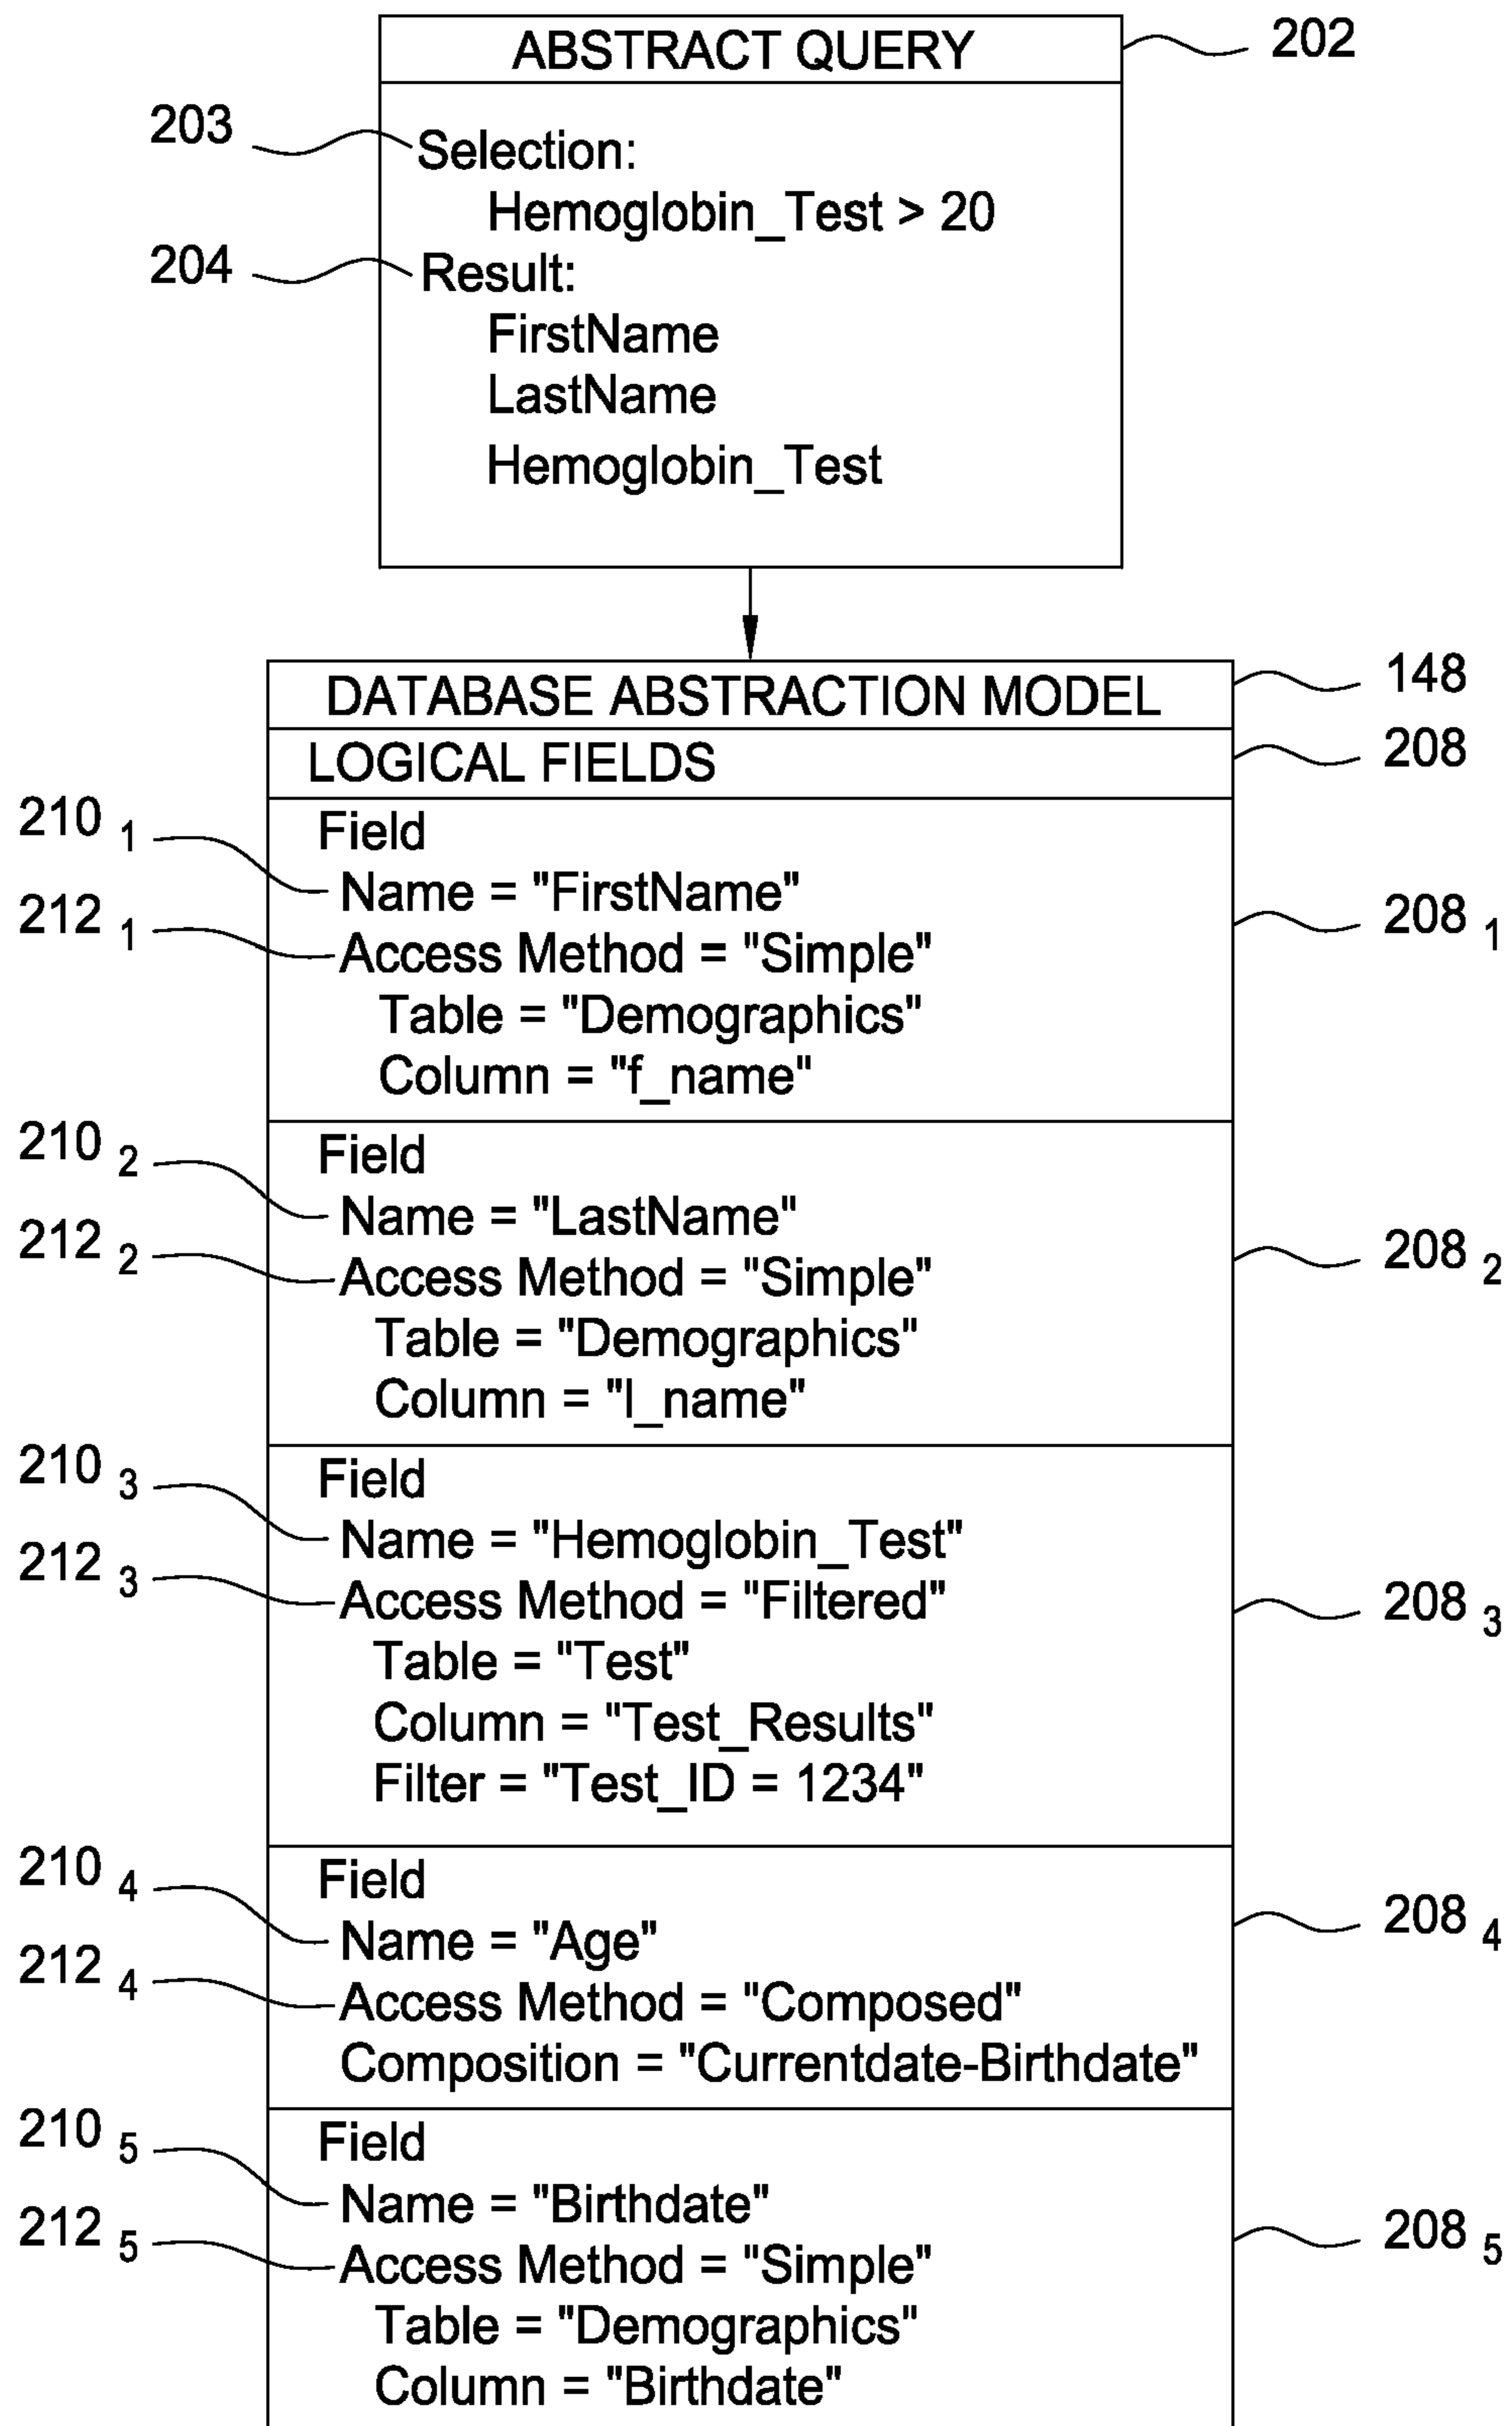 ABSTRACT QUERY 202
203 Selection:
Hemoglobin_Test > 20
204 Result:
FirstName
LastName
Hemoglobin_Test
DATABASE ABSTRACTION MODEL 148
LOGICAL FIELDS 208
Field
210 1 Name = "FirstName"
212 1 Access Method = "Simple" 208 1
Table = "Demographics"
Column = "f_name"
Field
210 2 Name = "LastName"
212 2 Access Method = "Simple" 208 2
Table = "Demographics"
Column = "l_name"
Field
210 3 Name = "Hemoglobin_Test"
212 3 Access Method = "Filtered" 208 3
Table = "Test"
Column = "Test_Results"
Filter = "Test_ID = 1234"
Field
210 4 Name = "Age" 208 4
212 4 Access Method = "Composed"
Composition = "Currentdate-Birthdate"
Field
210 5 Name = "Birthdate"
212 5 Access Method = "Simple" 208 5
Table = "Demographics"
Column = "Birthdate"